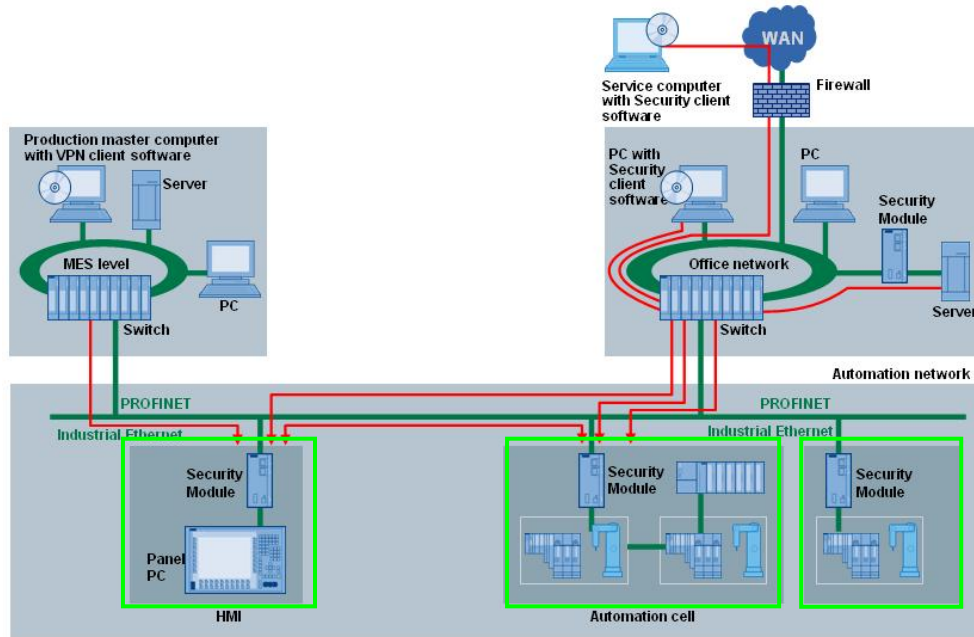 WAN
Service computer
with Security client
software
Firewall
Production master computer
with VPN client software
Server
MES level
PC
Switch
PC with
Security
client
software
PC
Security
Module
Office network
Server
Switch
Automation network
PROFINET
Industrial Ethernet
PROFINET
Industrial Ethernet
Security
Module
Panel
PC
HMI
Security
Module
Automation cell
Security
Module